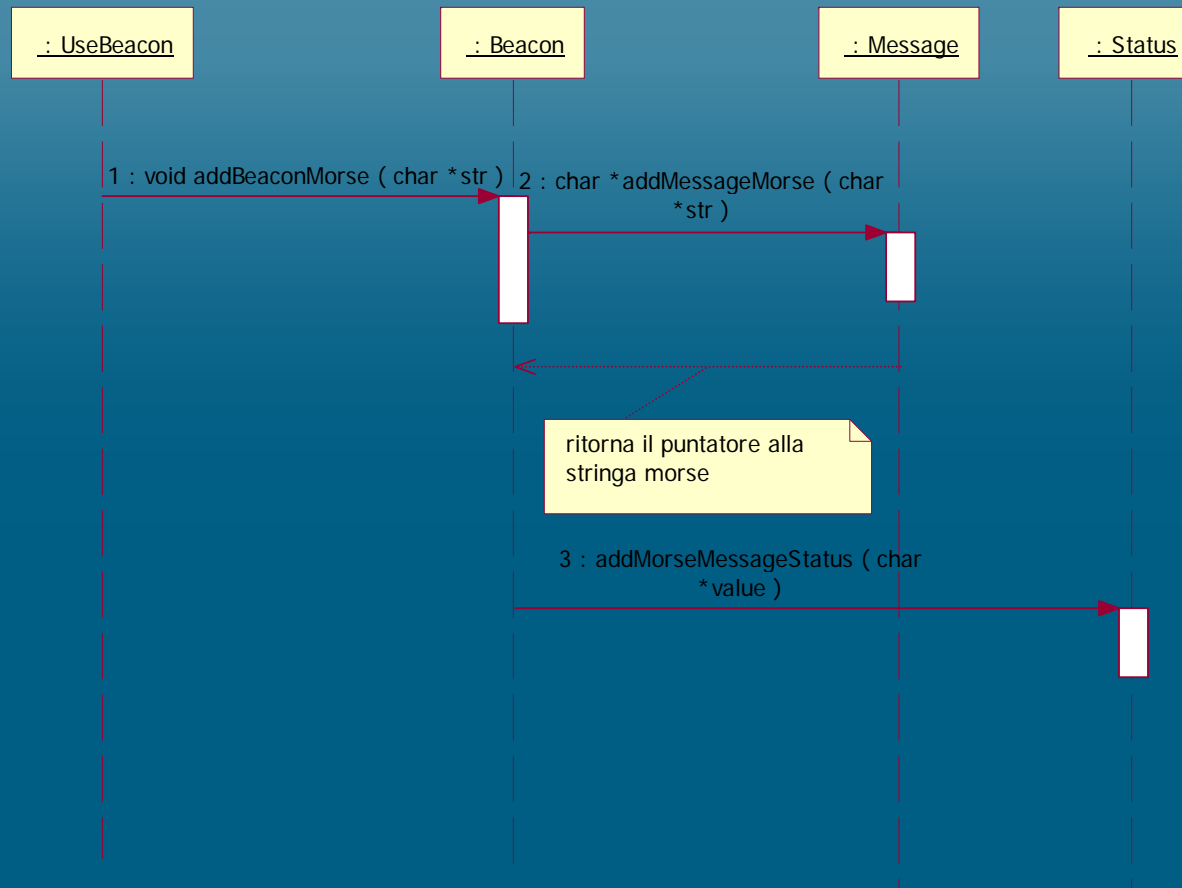 : UseBeacon
: Beacon
: Message
: Status
1 : void addBeaconMorse ( char *str )
2 : char *addMessageMorse ( char
*str )
ritorna il puntatore alla
stringa morse
3 : addMorseMessageStatus ( char
*value )